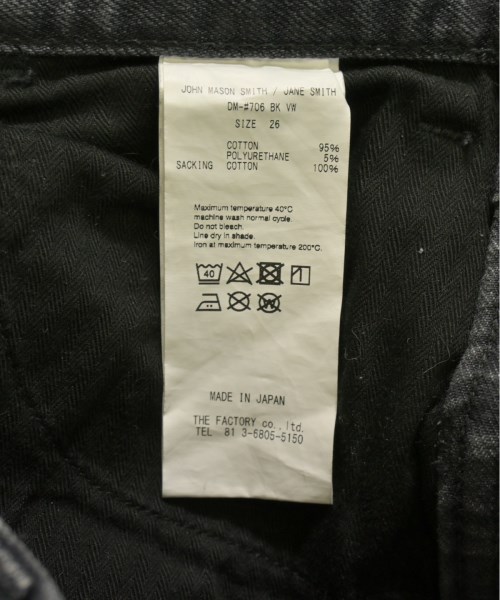 JOHN MASON SMITH / JANE SMITH
DM-#706 BK VW
SIZE 26
COTTON 95%
POLYURETHANE 5%
SACKING COTTON 100%
Maximum temperature 40°C
machine wash normal cycle.
Do not bleach.
Line dry in shade.
Iron at maximum temperature 200°C.
40
W
MADE IN JAPAN
THE FACTORY co.,ltd.
TEL 81 3-6805-5150